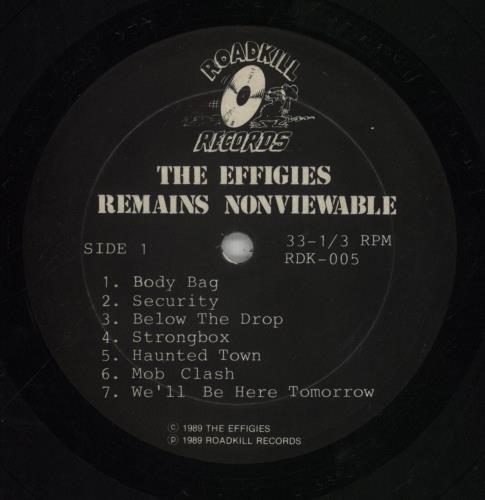 ROADKILL
RECORDS
THE EFFIGIES
REMAINS NONVIEWABLE
SIDE 1
33-1/3 RPM
RDK-005
1. Body Bag
2. Security
3. Below The Drop
4. Strongbox
5. Haunted Town
6. Mob Clash
7. We'll Be Here Tomorrow
© 1989 THE EFFIGIES
℗ 1989 ROADKILL RECORDS